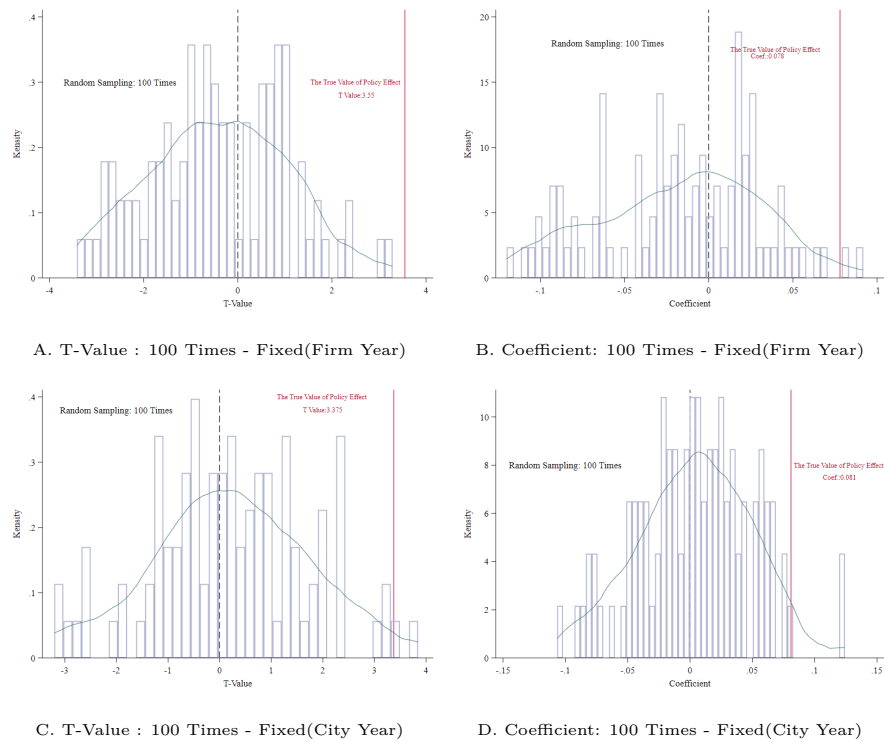 .4
.3
.2
.1
0
Kensity
Random Sampling: 100 Times
The True Value of Policy Effect
T Value:3.55
-4
-2
0
2
4
T-Value
A. T-Value : 100 Times - Fixed(Firm Year)
20
15
10
5
0
Kensity
Random Sampling: 100 Times
The True Value of Policy Effect
Coef.:0.078
-.1
-.05
0
.05
.1
Coefficient
B. Coefficient: 100 Times - Fixed(Firm Year)
.4
.3
.2
.1
0
Kensity
Random Sampling: 100 Times
The True Value of Policy Effect
T Value:3.375
-3
-2
-1
0
1
2
3
4
T-Value
C. T-Value : 100 Times - Fixed(City Year)
10
8
6
4
2
0
Kensity
Random Sampling: 100 Times
The True Value of Policy Effect
Coef.:0.081
-.15
-.1
-.05
0
.05
.1
.15
Coefficient
D. Coefficient: 100 Times - Fixed(City Year)